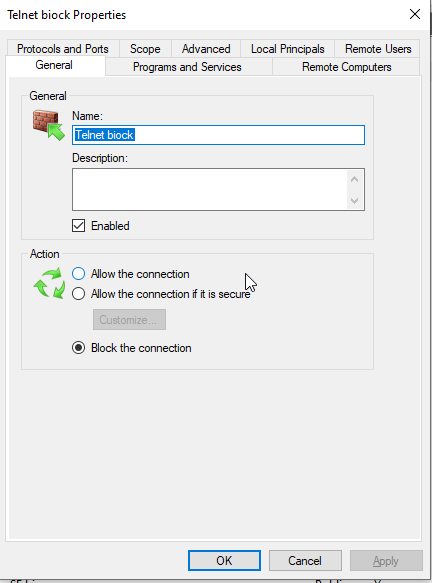 Telnet biock Properties
Protocols and Ports Scope Advanced Local Principals Remote Users
General Programs and Services Remote Computers
General
Name:
Telnet biock
Description:
Enabled
Action
Allow the connection
Allow the connection if it is secure
Customize...
Block the connection
OK Cancel Apply